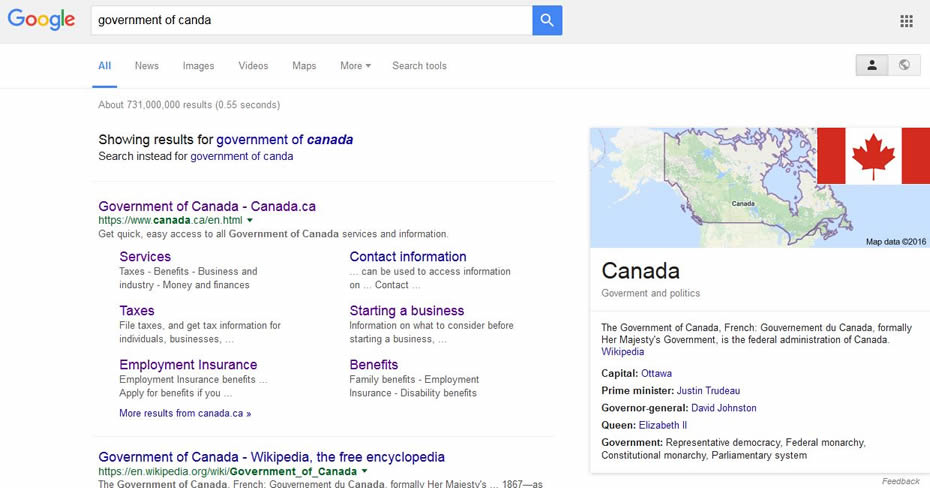 Google
government of canda
All News Images Videos Maps More Search tools
About 731,000,000 results (0.55 seconds)
Showing results for government of canada
Search instead for government of canda
Government of Canada - Canada.ca
https://www.canada.ca/en.html
Get quick, easy access to all Government of Canada services and information.
Services
Taxes - Benefits - Business and
industry - Money and finances
Contact information
... can be used to access information
on ... Contact ...
Taxes
File taxes, and get tax information for
individuals, businesses, ...
Starting a business
Information on what to consider before
starting a business, ...
Employment Insurance
Employment Insurance benefits ...
Apply for benefits if you ...
Benefits
Family benefits - Employment
Insurance - Disability benefits
More results from canada.ca »
Government of Canada - Wikipedia, the free encyclopedia
https://en.wikipedia.org/wiki/Government_of_Canada
The Government of Canada, French: Gouvernement du Canada, formally Her Majesty's ... 1867—as
Canada
Map data ©2016
Canada
Goverment and politics
The Government of Canada, French: Gouvernement du Canada, formally
Her Majesty's Government, is the federal administration of Canada.
Wikipedia
Capital: Ottawa
Prime minister: Justin Trudeau
Governor-general: David Johnston
Queen: Elizabeth II
Government: Representative democracy, Federal monarchy,
Constitutional monarchy, Parliamentary system
Feedback